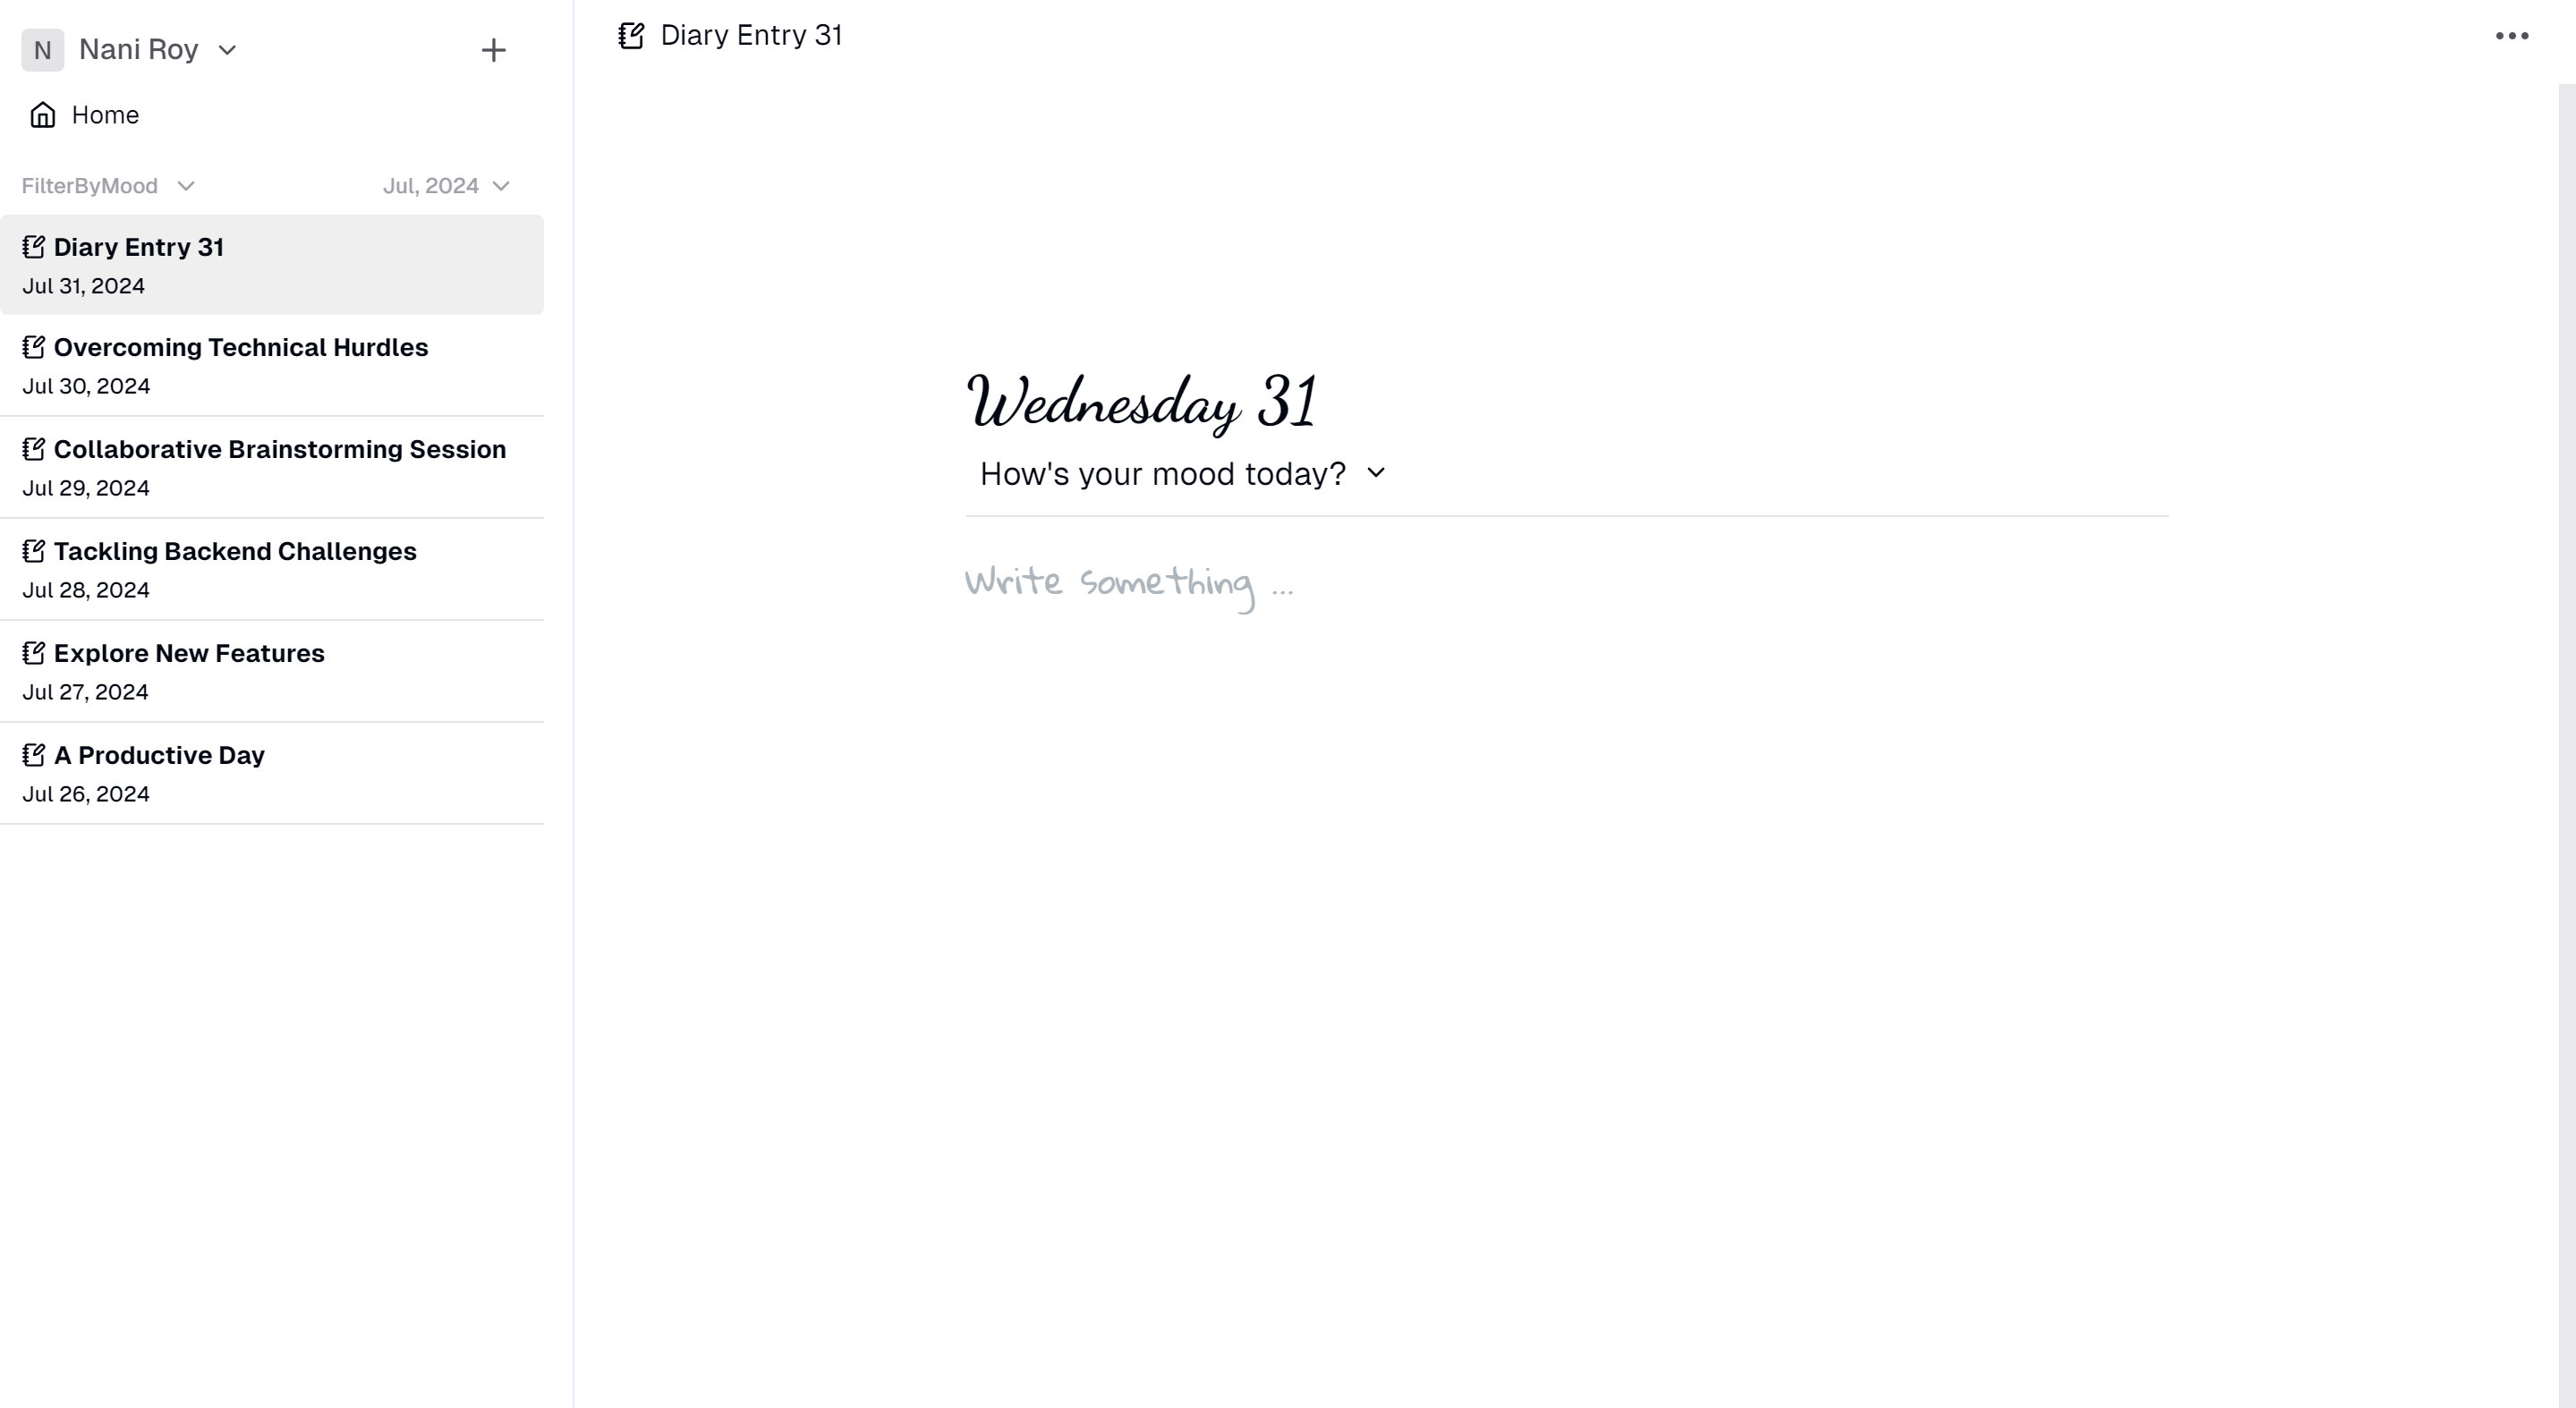 N Nani Roy
Home
FilterByMood Jul, 2024
Diary Entry 31
Jul 31, 2024
Overcoming Technical Hurdles
Jul 30, 2024
Collaborative Brainstorming Session
Jul 29, 2024
Tackling Backend Challenges
Jul 28, 2024
Explore New Features
Jul 27, 2024
A Productive Day
Jul 26, 2024
Diary Entry 31
Wednesday 31
How's your mood today?
Write something ...